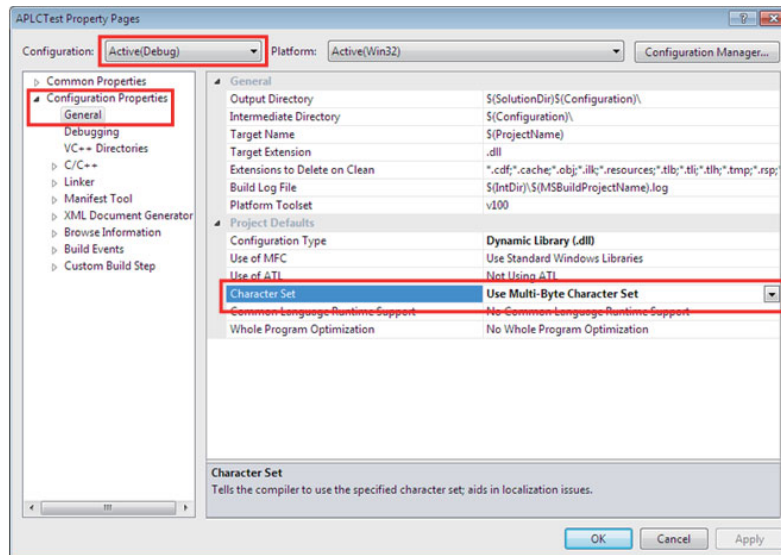 APLCTest Property Pages
Configuration: Active(Debug) Platform: Active(Win32) Configuration Manager...
Common Properties
Configuration Properties
General
Debugging
VC++ Directories
C/C++
Linker
Manifest Tool
XML Document Generator
Browse Information
Build Events
Custom Build Step
General
Output Directory $(SolutionDir)$(Configuration)\
Intermediate Directory $(Configuration)\
Target Name $(ProjectName)
Target Extension .dll
Extensions to Delete on Clean *.cdf;*.cache;*.obj;*.ilk;*.resources;*.tlb;*.tli;*.tlh;*.tmp;*.rsp;
Build Log File $(IntDir)\$(MSBuildProjectName).log
Platform Toolset v100
Project Defaults
Configuration Type Dynamic Library (.dll)
Use of MFC Use Standard Windows Libraries
Use of ATL Not Using ATL
Character Set Use Multi-Byte Character Set
Common Language Runtime Support No Common Language Runtime Support
Whole Program Optimization No Whole Program Optimization
Character Set
Tells the compiler to use the specified character set; aids in localization issues.
OK Cancel Apply